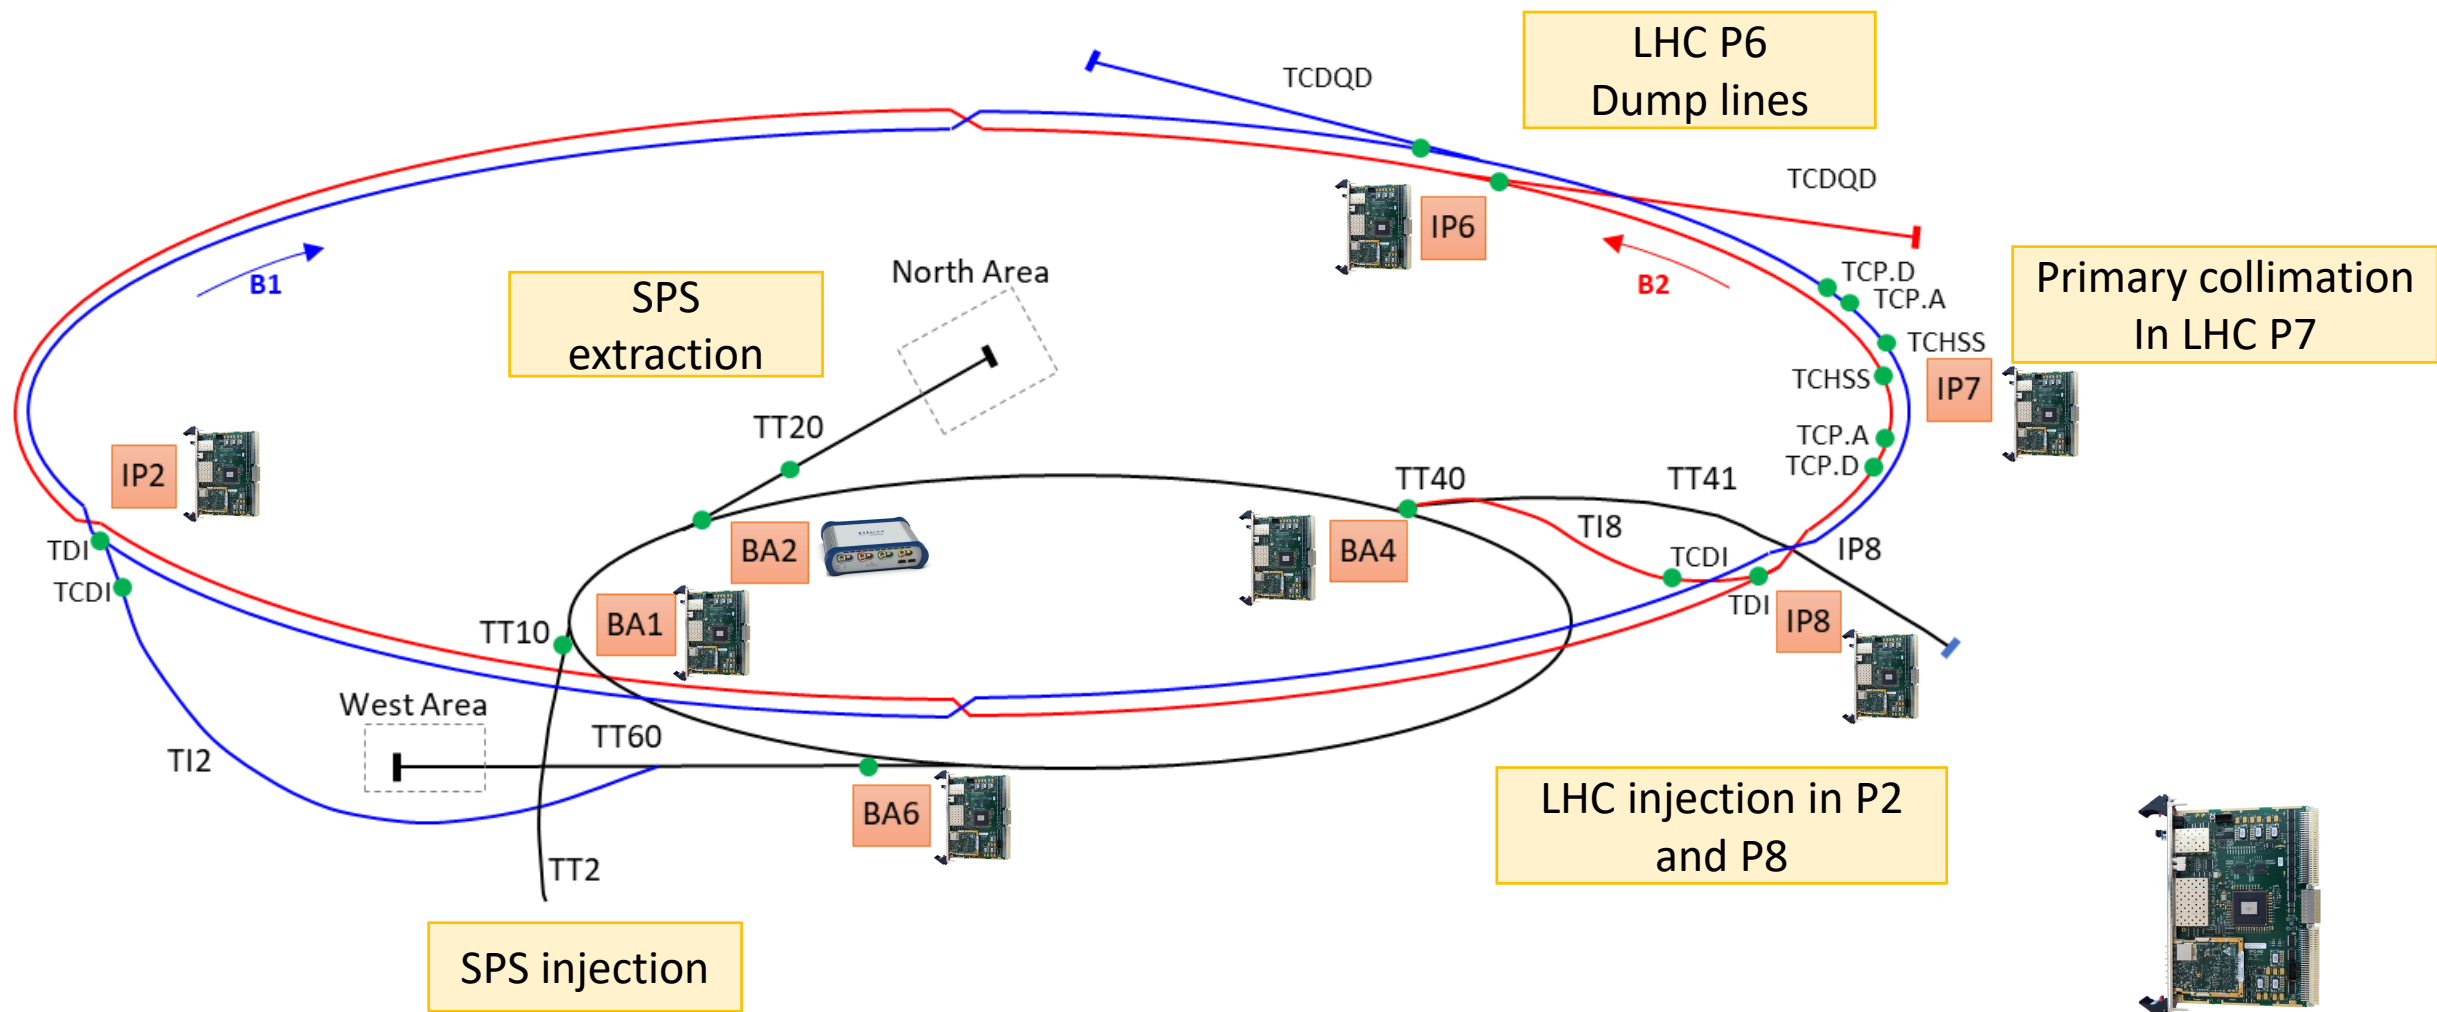 LHC P6
Dump lines
TCDQD
TCDQD
IP6
B1
B2
North Area
SPS
extraction
TCP.D
TCP.A
TCHSS
Primary collimation
In LHC P7
TCHSS
IP7
TCP.A
TCP.D
TT20
IP2
TT40
TT41
TI8
BA2
BA4
IP8
TDI
TCDI
TCDI
TDI
IP8
TT10
BA1
West Area
TT60
TI2
BA6
LHC injection in P2
and P8
TT2
SPS injection